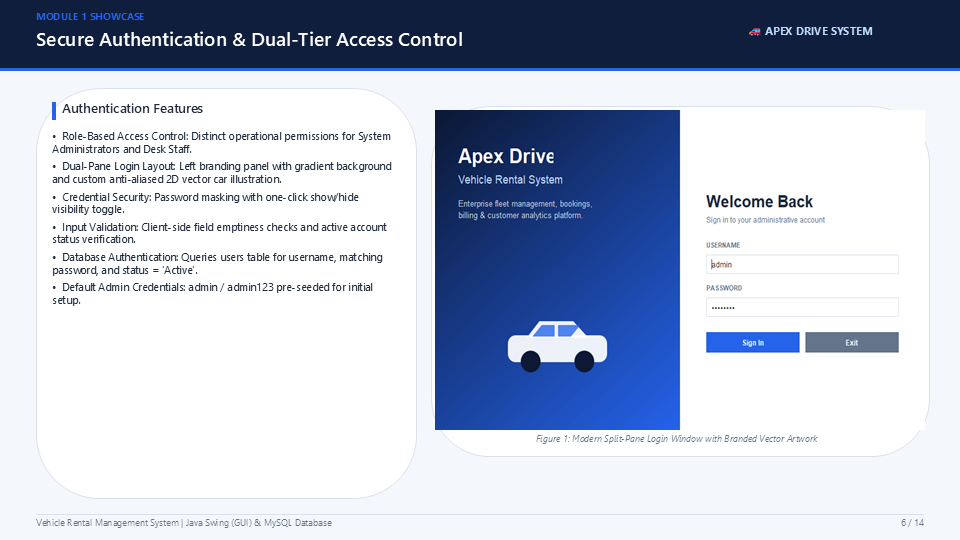 MODULE 1 SHOWCASE
Secure Authentication & Dual-Tier Access Control
APEX DRIVE SYSTEM
Authentication Features
• Role-Based Access Control: Distinct operational permissions for System
Administrators and Desk Staff.
• Dual-Pane Login Layout: Left branding panel with gradient background
and custom anti-aliased 2D vector car illustration.
• Credential Security: Password masking with one-click show/hide
visibility toggle.
• Input Validation: Client-side field emptiness checks and active account
status verification.
• Database Authentication: Queries users table for username, matching
password, and status = 'Active'.
• Default Admin Credentials: admin / admin123 pre-seeded for initial
setup.
Apex Drive
Vehicle Rental System
Enterprise fleet management, bookings,
billing & customer analytics platform.
Welcome Back
Sign in to your administrative account
USERNAME
admin
PASSWORD
••••••••
Sign In
Exit
Figure 1: Modern Split-Pane Login Window with Branded Vector Artwork
Vehicle Rental Management System | Java Swing (GUI) & MySQL Database
6 / 14